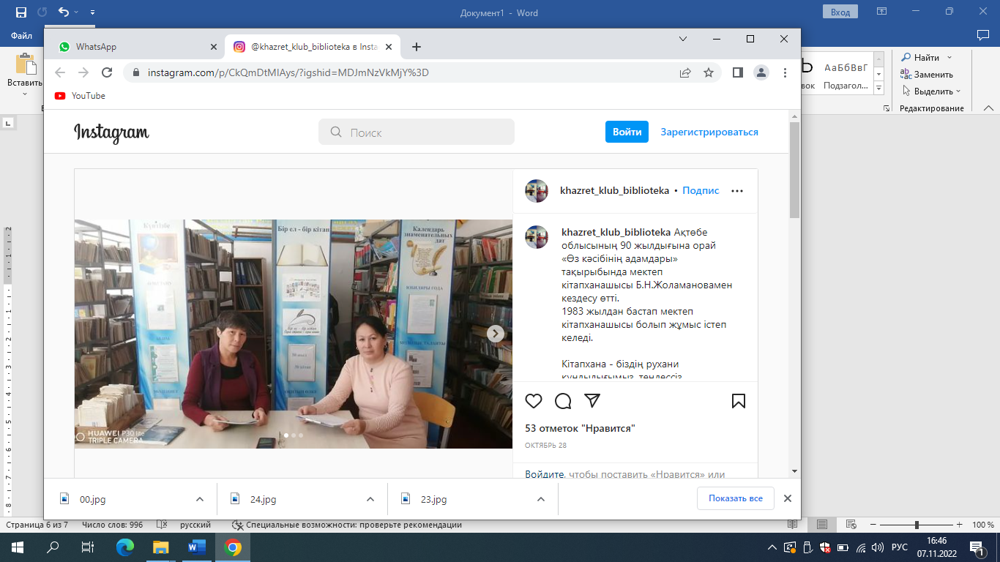 Документ1 - Word
Вход
Файл
WhatsApp
@khazret_klub_biblioteka в Insta
instagram.com/p/CkQmDtMIAys/?igshid=MDJmNzVkMjY%3D
YouTube
Вставить
Найти
Заменить
Выделить
Редактирование
АаБбВвГ
вок
Подзагол...
Instagram
Поиск
Войти
Зарегистрироваться
khazret_klub_biblioteka • Подпис
khazret_klub_biblioteka Ақтөбе
облысының 90 жылдығына орай
«Өз кәсібінің адамдары»
тақырыбында мектеп
кітапханашысы Б.Н.Жоламановамен
кездесу өтті.
1983 жылдан бастап мектеп
кітапханашысы болып жұмыс істеп
келеді.
Кітапхана - біздің рухани
құндылығымыз, теңдессіз
Бір ел - бір кітап
Календарь
знаменательных
дат
ЮБИЛЯРЫ ГОДА
HUAWEI P30 lite
TRIPLE CAMERA
53 отметок "Нравится"
ОКТЯБРЬ 28
Войдите, чтобы поставить «Нравится» или
00.jpg
24.jpg
23.jpg
Показать все
Страница 6 из 7
Число слов: 996
русский
Специальные возможности: проверьте рекомендации
100 %
РУС
16:46
07.11.2022
1